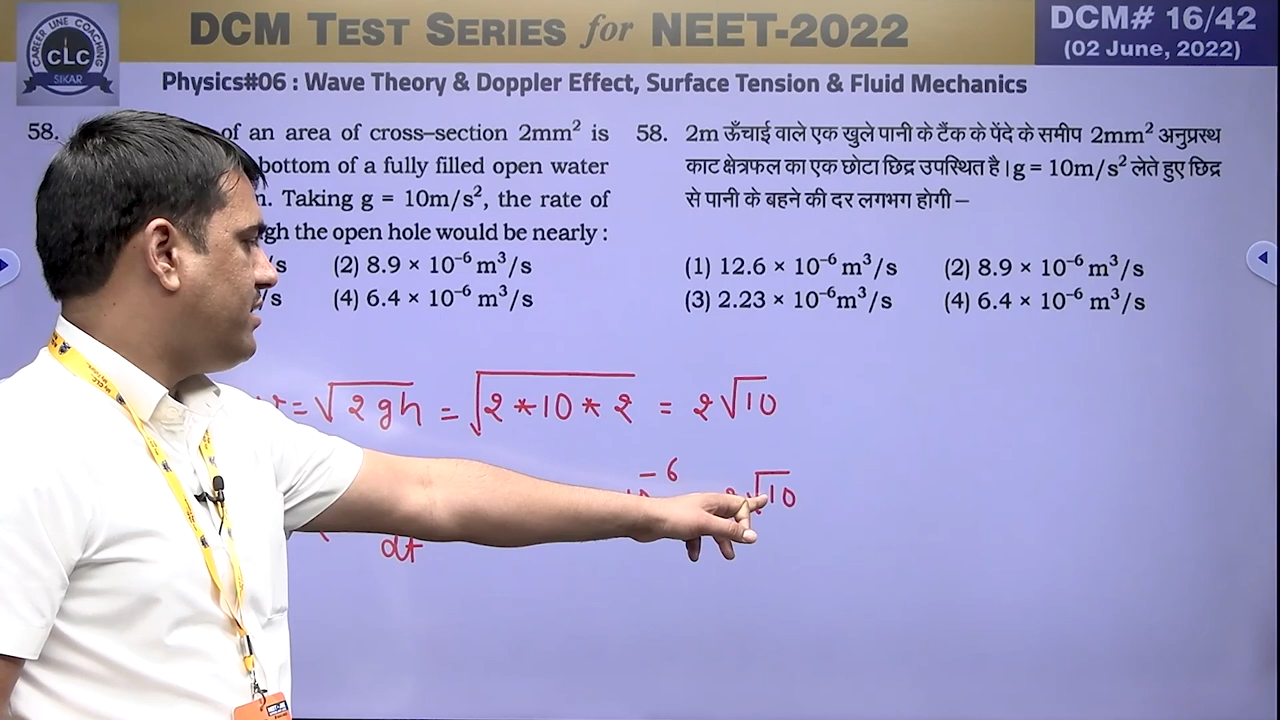 DCM TEST SERIES for NEET-2022
DCM# 16/42
(02 June, 2022)
CAREER LINE COACHING
CLC
SIKAR
Physics#06 : Wave Theory & Doppler Effect, Surface Tension & Fluid Mechanics
58.
of an area of cross–section 2mm² is
bottom of a fully filled open water
Taking g = 10m/s², the rate of
the open hole would be nearly :
/s (2) 8.9 × 10⁻⁶ m³/s
/s (4) 6.4 × 10⁻⁶ m³/s
58. 2m ऊँचाई वाले एक खुले पानी के टैंक के पेंदे के समीप 2mm² अनुप्रस्थ
काट क्षेत्रफल का एक छोटा छिद्र उपस्थित है। g = 10m/s² लेते हुए छिद्र
से पानी के बहने की दर लगभग होगी –
(1) 12.6 × 10⁻⁶ m³/s (2) 8.9 × 10⁻⁶ m³/s
(3) 2.23 × 10⁻⁶m³/s (4) 6.4 × 10⁻⁶ m³/s
= √2gh = √2*10*2 = 2√10
-6 √10
dt